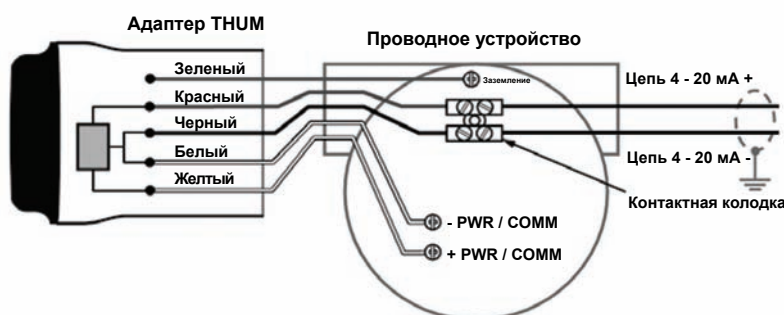 Адаптер THUM
Проводное устройство
Зеленый
Заземление
Цепь 4 - 20 мА +
Красный
Черный
Белый
Цепь 4 - 20 мА -
Желтый
Контактная колодка
- PWR / COMM
+ PWR / COMM